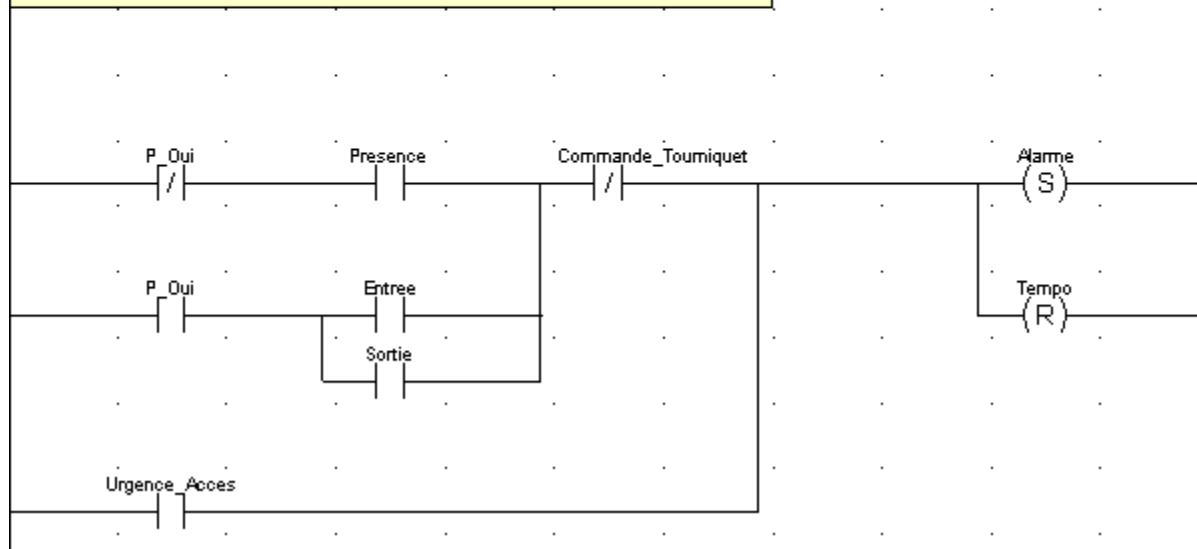 P_Oui Presence Commande_Tourniquet Alarme
/ / S
P_Oui Entree Tempo
R
Sortie
Urgence_Acces